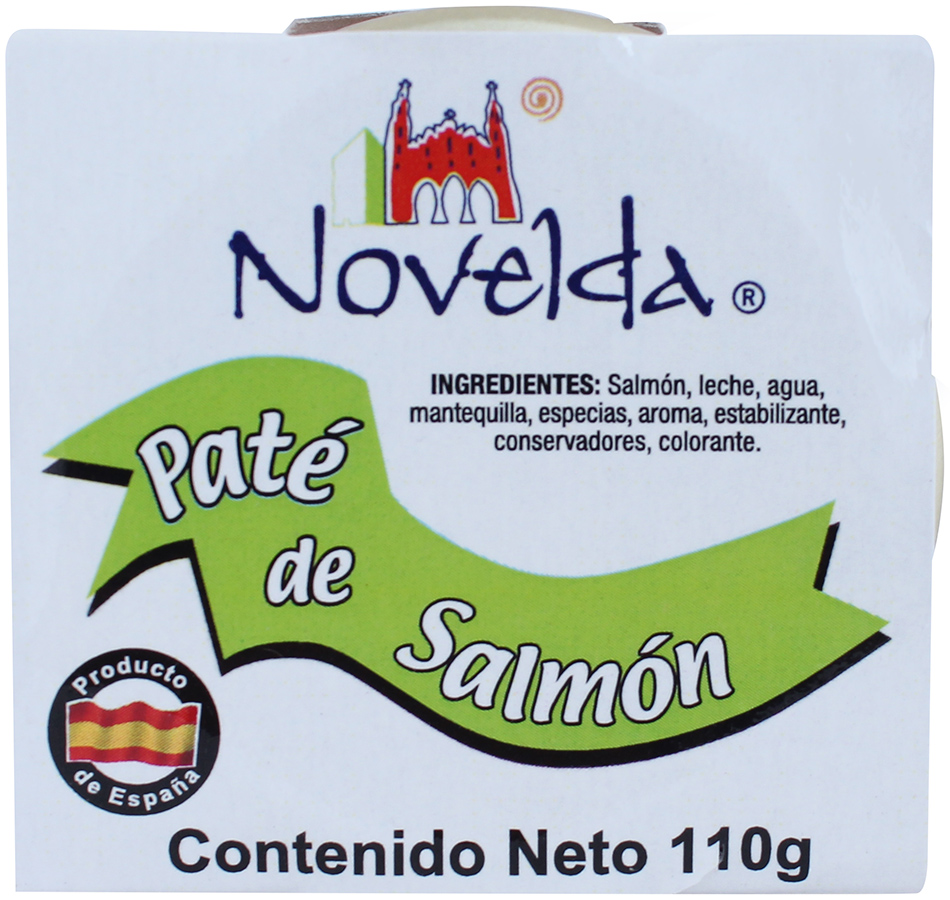 Novelda®
INGREDIENTES: Salmón, leche, agua,
mantequilla, especias, aroma, estabilizante,
conservadores, colorante.
Paté
de
Salmón
Producto
de España
Contenido Neto 110g